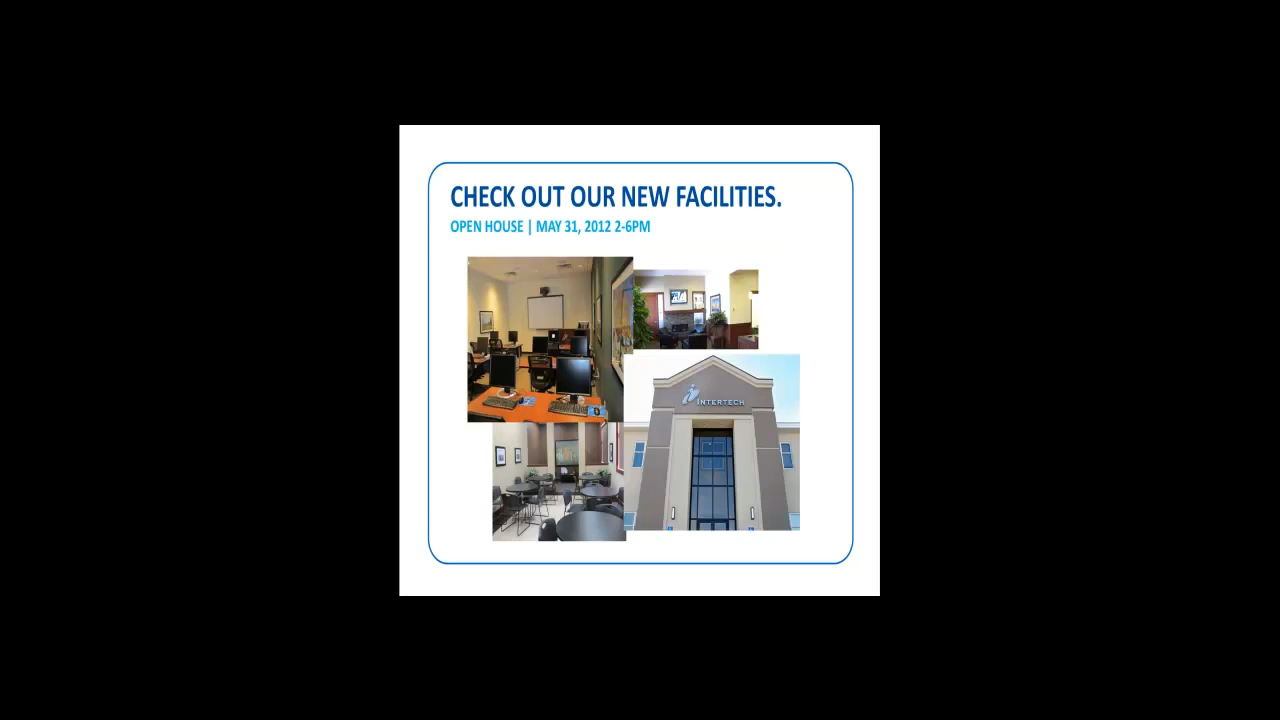 CHECK OUT OUR NEW FACILITIES.
OPEN HOUSE | MAY 31, 2012 2-6PM
INTERTECH